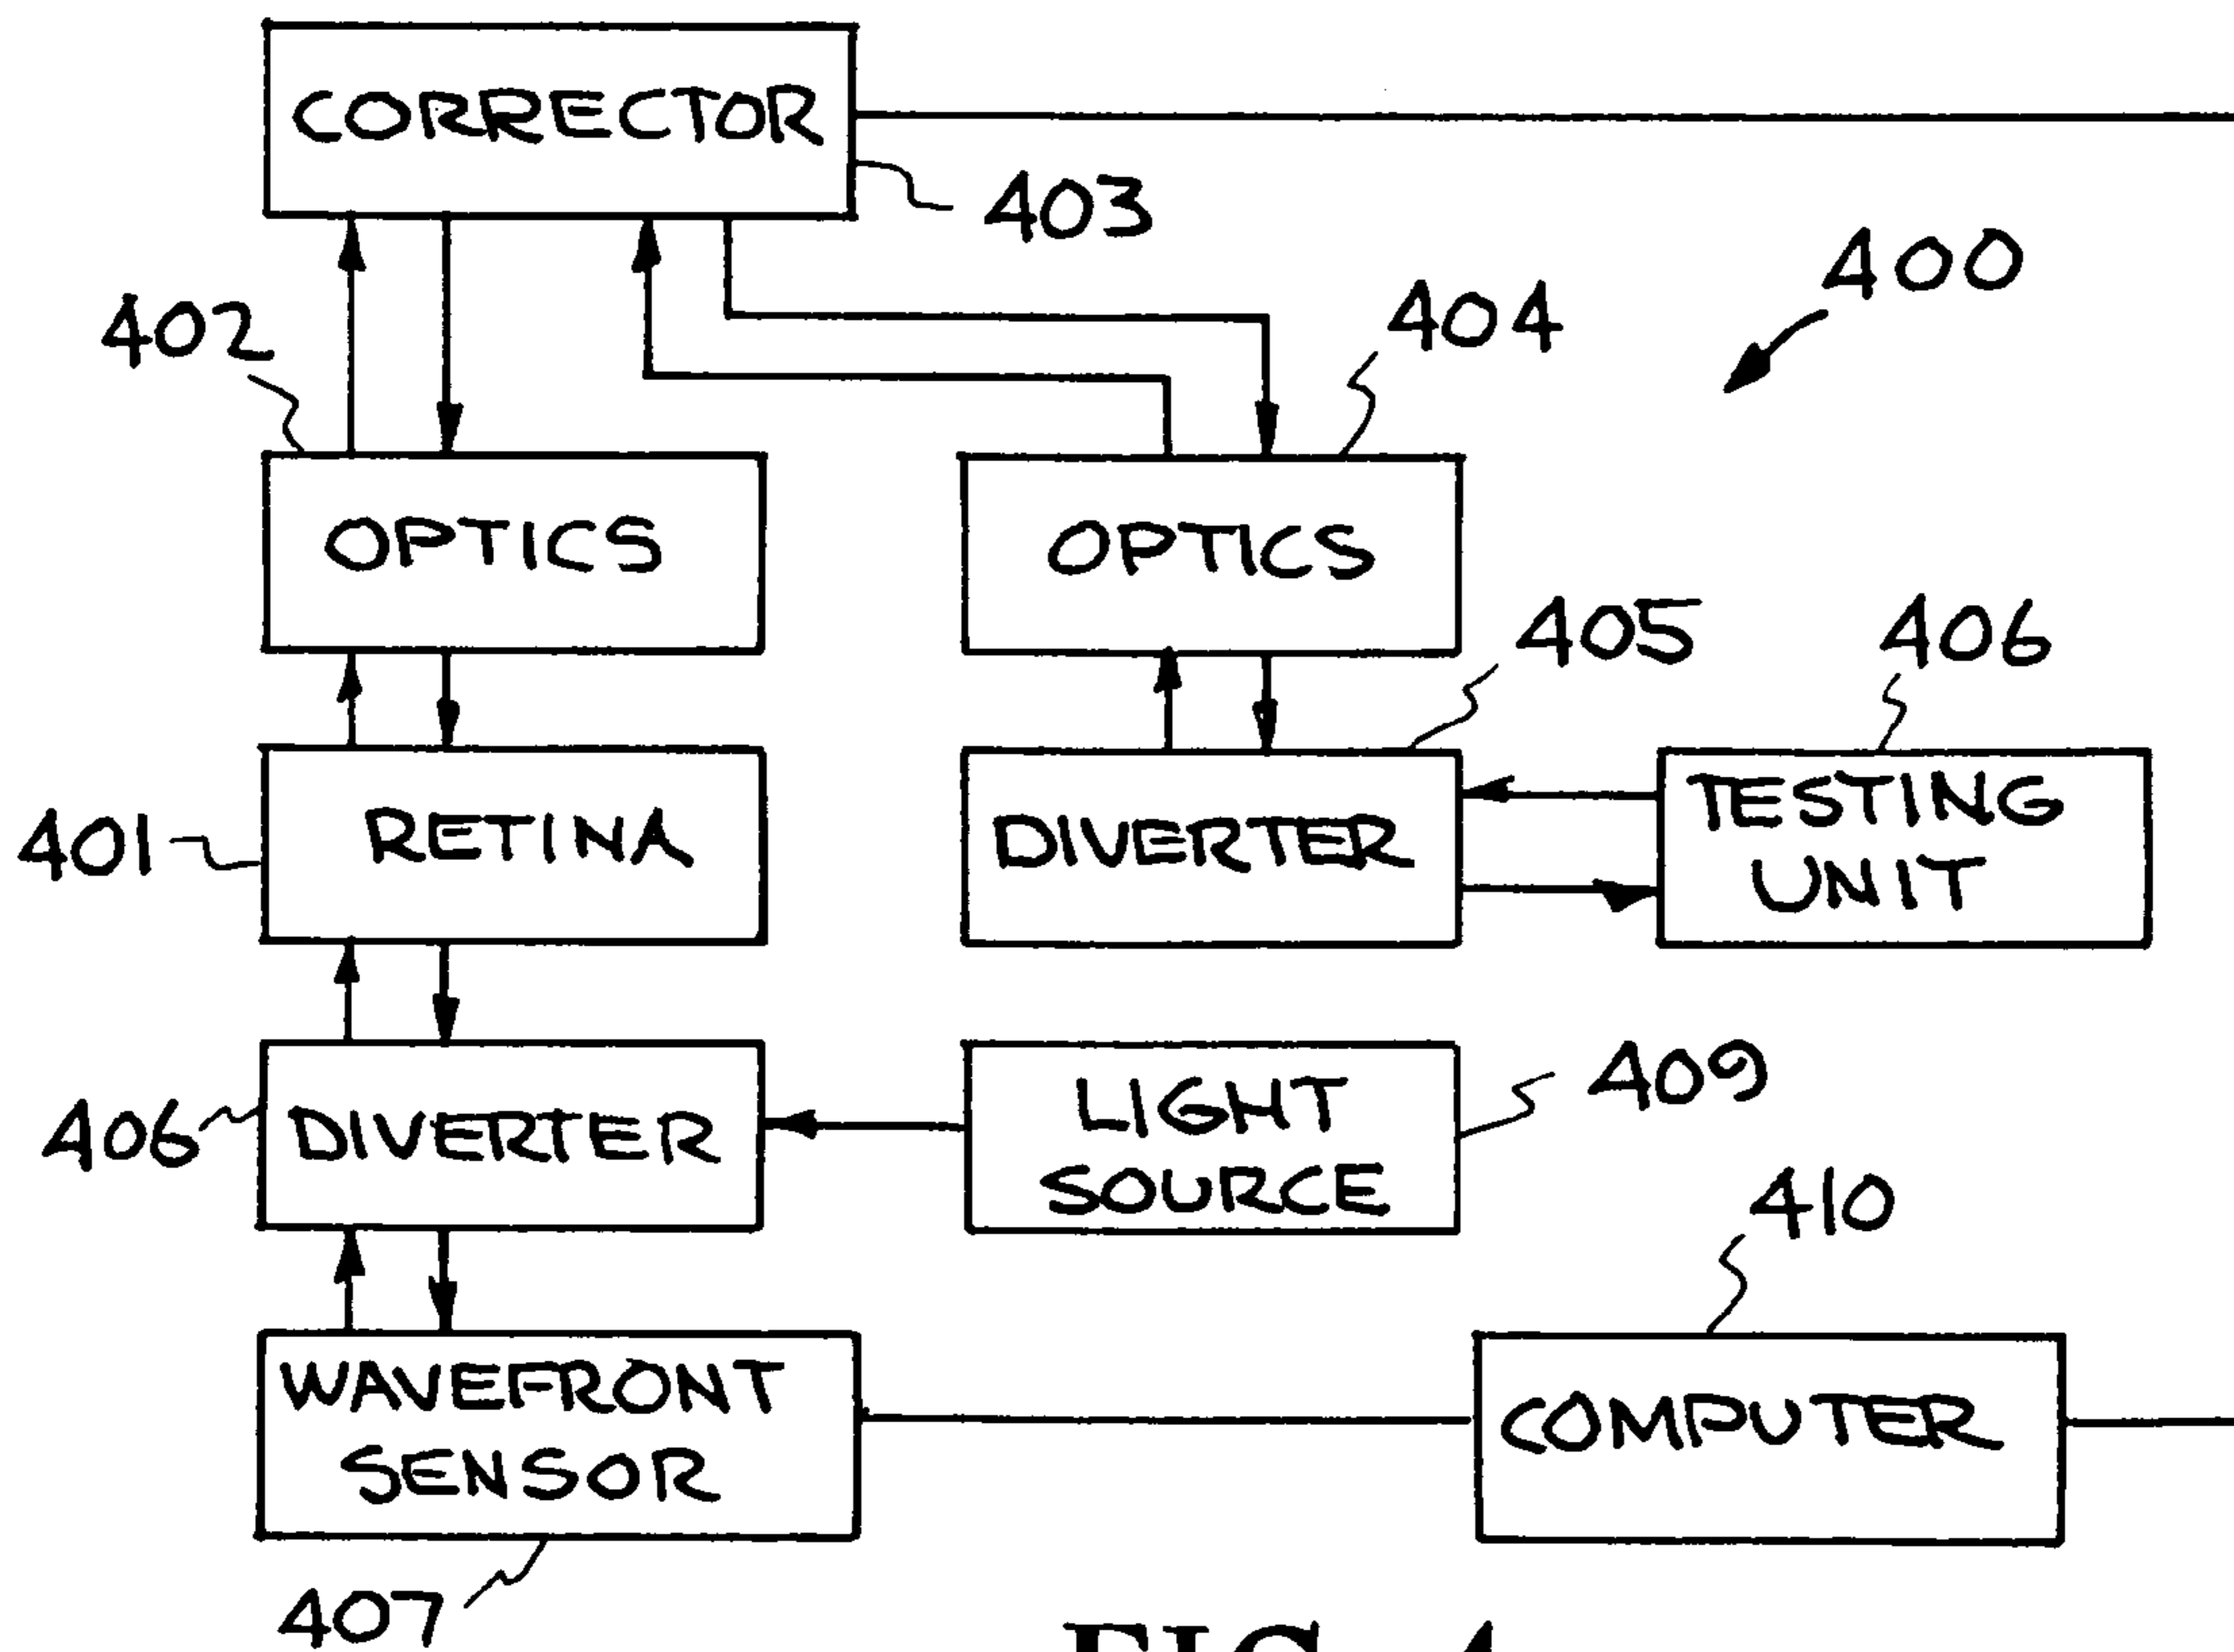 CORRECTOR
403
400
402
404
OPTICS
OPTICS
405
406
401
RETINA
DIVERTER
TESTING
UNIT
406
DIVERTER
LIGHT
SOURCE
409
410
WAVEFRONT
SENSOR
COMPUTER
407